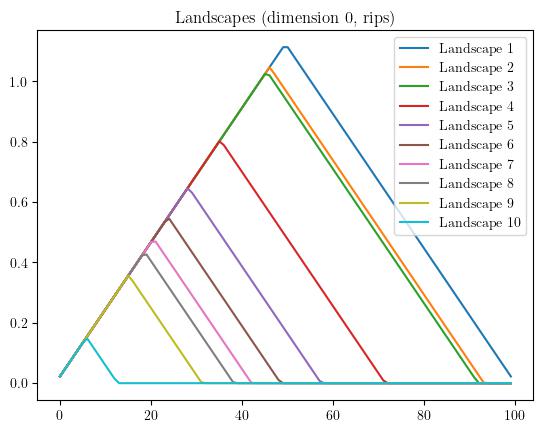 Landscapes (dimension 0, rips)
Landscape 1
Landscape 2
Landscape 3
Landscape 4
Landscape 5
Landscape 6
Landscape 7
Landscape 8
Landscape 9
Landscape 10
1.0
0.8
0.6
0.4
0.2
0.0
0 20 40 60 80 100